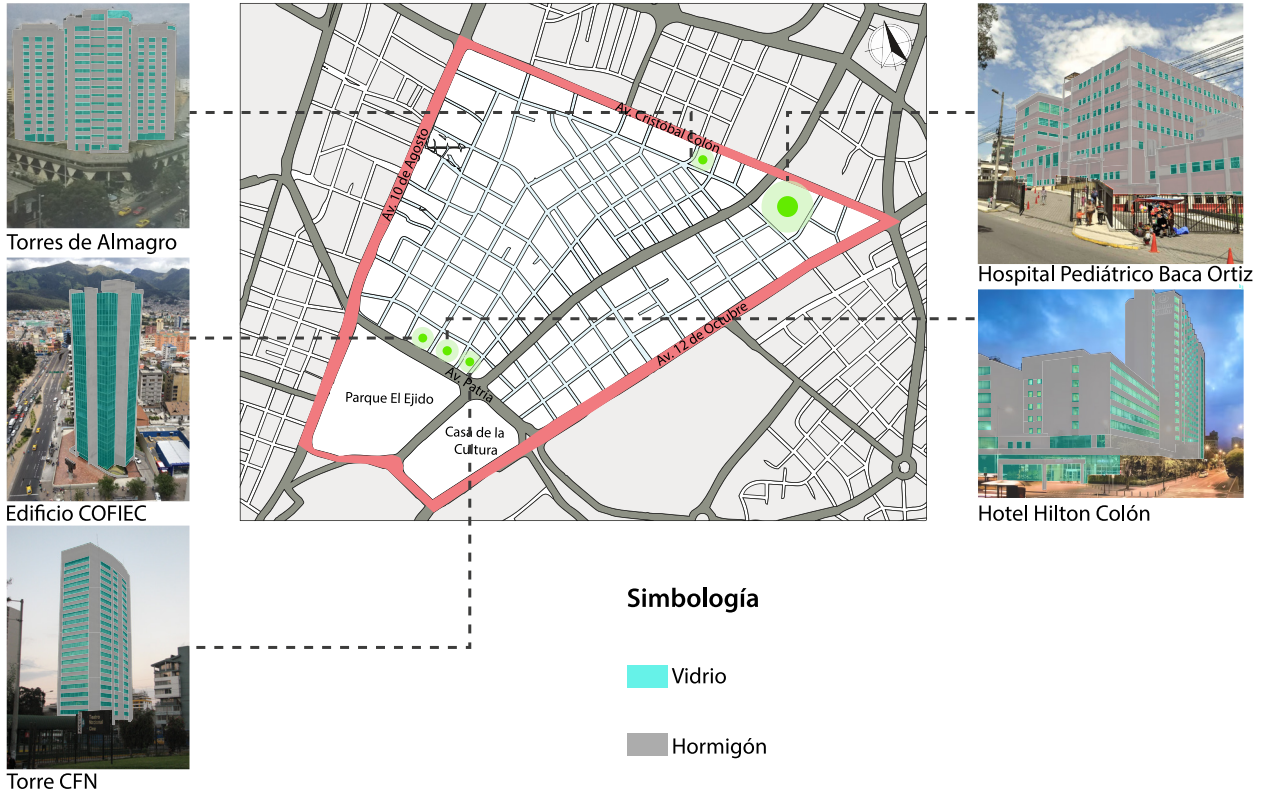 Torres de Almagro
Edificio COFIEC
Torre CFN
Av. Cristóbal Colón
Av. 10 de Agosto
Av. 12 de Octubre
Av. Patria
Parque El Ejido
Casa de la
Cultura
Hospital Pediátrico Baca Ortiz
Hotel Hilton Colón
Simbología
Vidrio
Hormigón